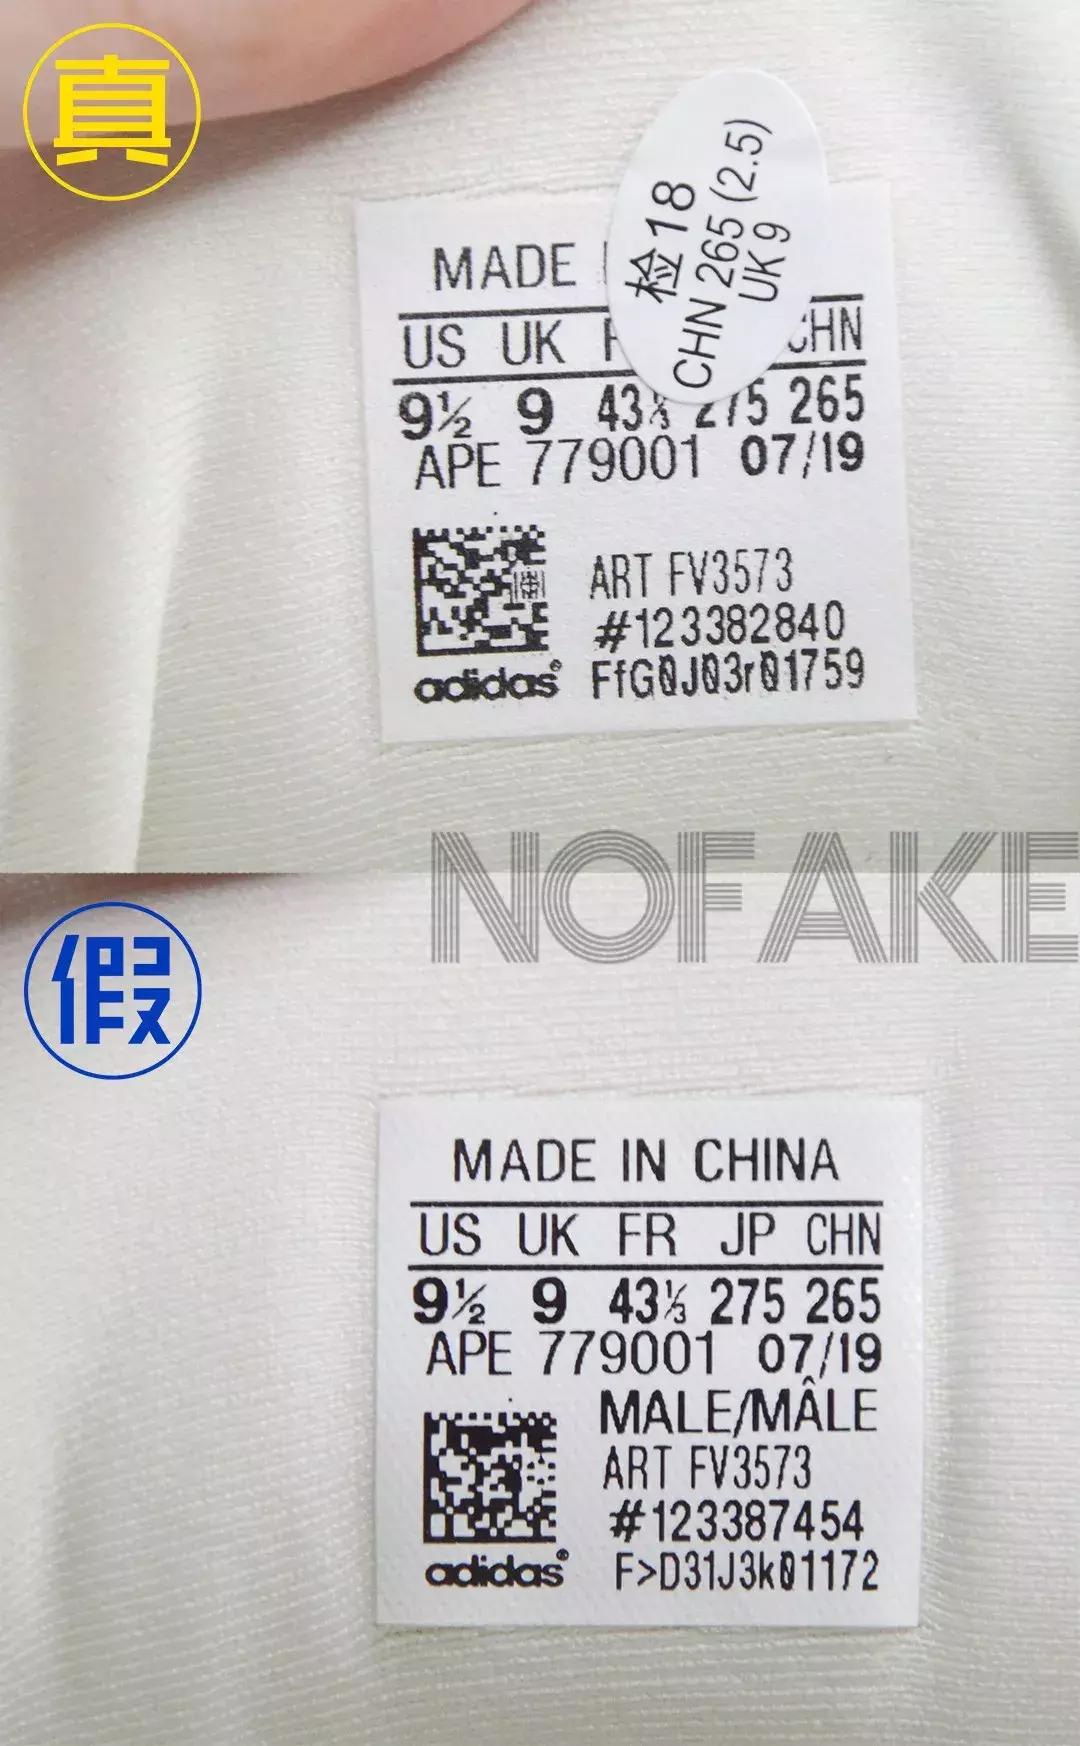 真
检18
CHN 265 (2.5)
UK 9
MADE
US UK CHN
9½ 9 43⅓ 275 265
APE 779001 07/19
ART FV3573
#123382840
adidas® FfG0J03r01759
NOFAKE
假
MADE IN CHINA
US UK FR JP CHN
9½ 9 43⅓ 275 265
APE 779001 07/19
MALE/MÂLE
ART FV3573
#123387454
adidas® F>D31J3k01172